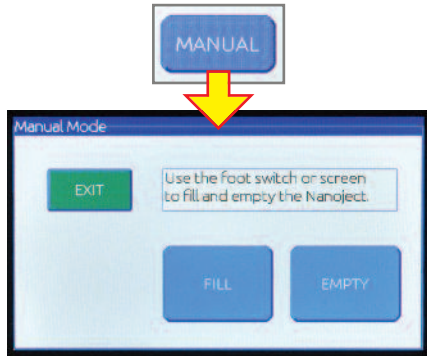 MANUAL
Manual Mode
EXIT
Use the foot switch or screen
to fill and empty the Nanoject.
FILL
EMPTY